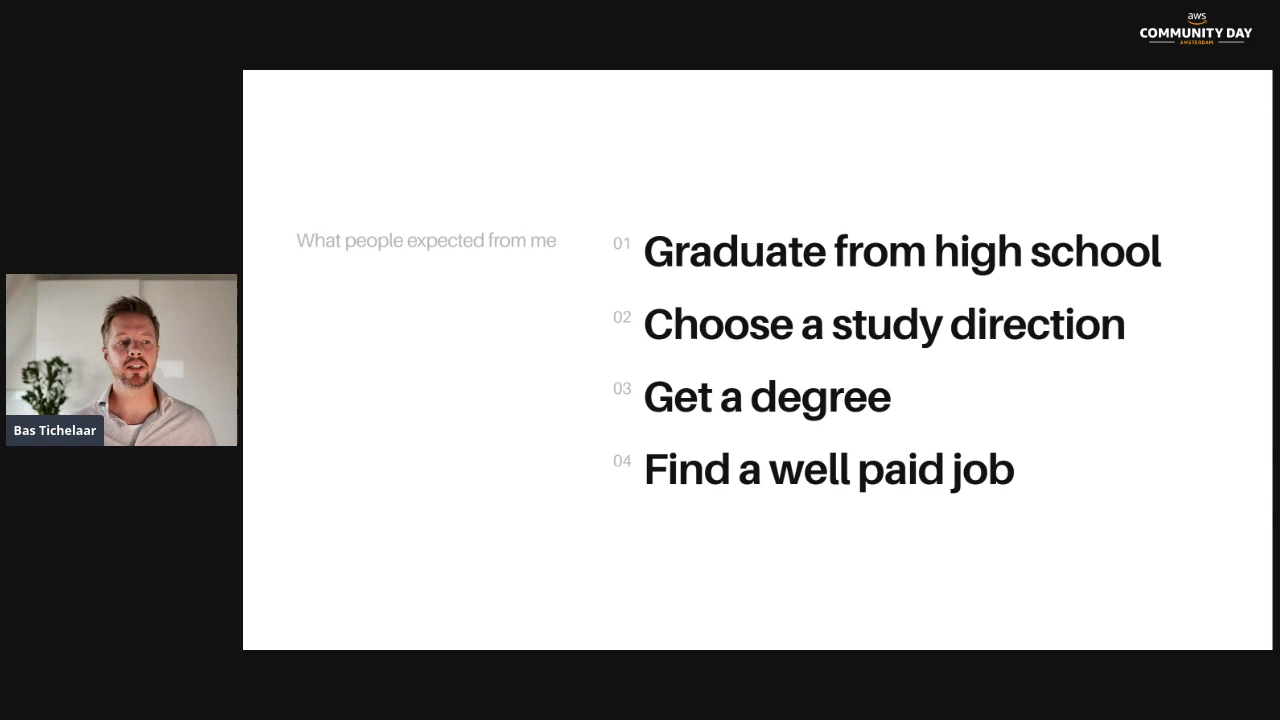 aws
COMMUNITY DAY
AMSTERDAM
What people expected from me
01 Graduate from high school
02 Choose a study direction
03 Get a degree
04 Find a well paid job
Bas Tichelaar